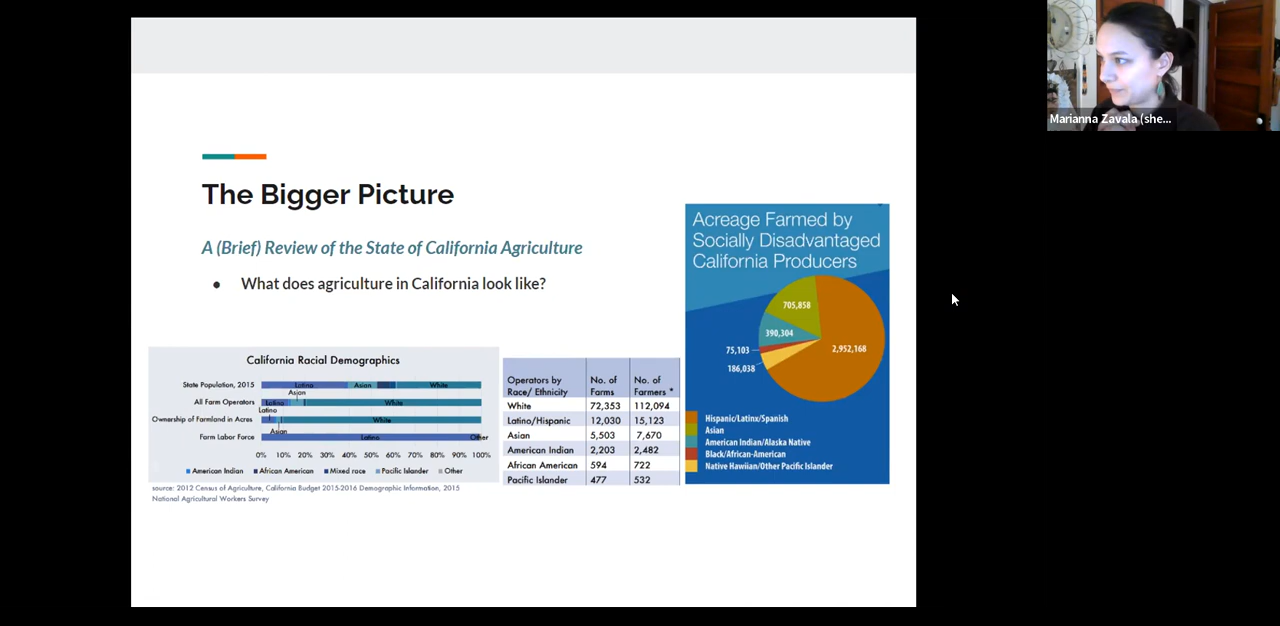 Marianna Zavala (she...
The Bigger Picture
A (Brief) Review of the State of California Agriculture
● What does agriculture in California look like?
California Racial Demographics
State Population, 2015 Latino Asian White
Asian
All Farm Operators Latino White
Latino
Ownership of Farmland in Acres White
Asian
Farm Labor Force Latino Other
0% 10% 20% 30% 40% 50% 60% 70% 80% 90% 100%
American Indian African American Mixed race Pacific Islander Other
source: 2012 Census of Agriculture, California Budget 2015-2016 Demographic Information, 2015
National Agricultural Workers Survey
Operators by Race/ Ethnicity No. of Farms No. of Farmers *
White 72,353 112,094
Latino/Hispanic 12,030 15,123
Asian 5,503 7,670
American Indian 2,203 2,482
African American 594 722
Pacific Islander 477 532
Acreage Farmed by
Socially Disadvantaged
California Producers
705,858
390,304
75,103
2,952,168
186,038
Hispanic/Latinx/Spanish
Asian
American Indian/Alaska Native
Black/African-American
Native Hawiian/Other Pacific Islander